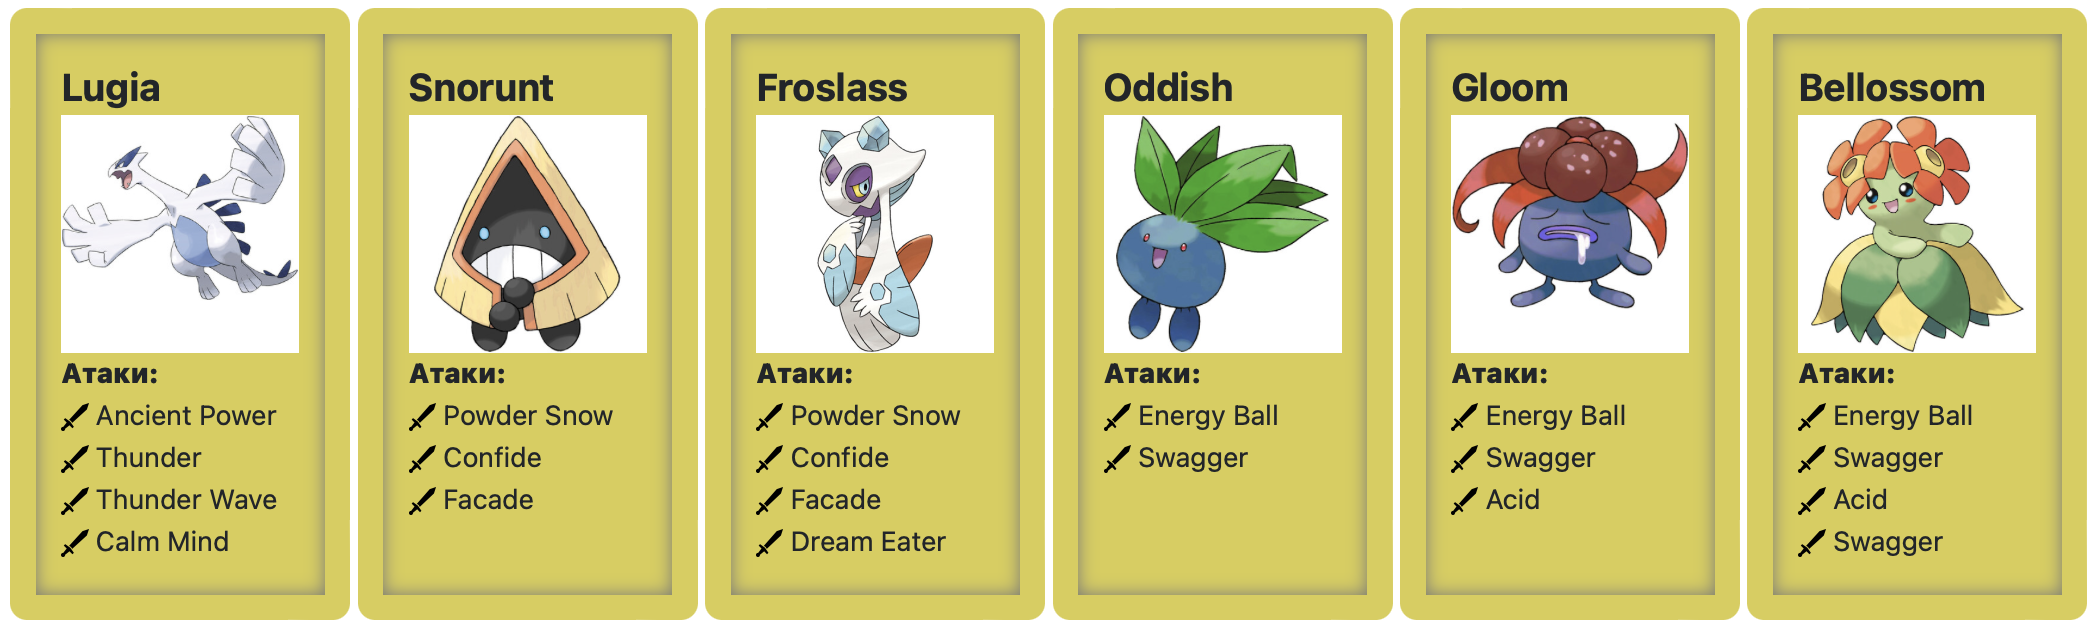 Lugia
Атаки:
Ancient Power
Thunder
Thunder Wave
Calm Mind
Snorunt
Атаки:
Powder Snow
Confide
Facade
Froslass
Атаки:
Powder Snow
Confide
Facade
Dream Eater
Oddish
Атаки:
Energy Ball
Swagger
Gloom
Атаки:
Energy Ball
Swagger
Acid
Bellossom
Атаки:
Energy Ball
Swagger
Acid
Swagger